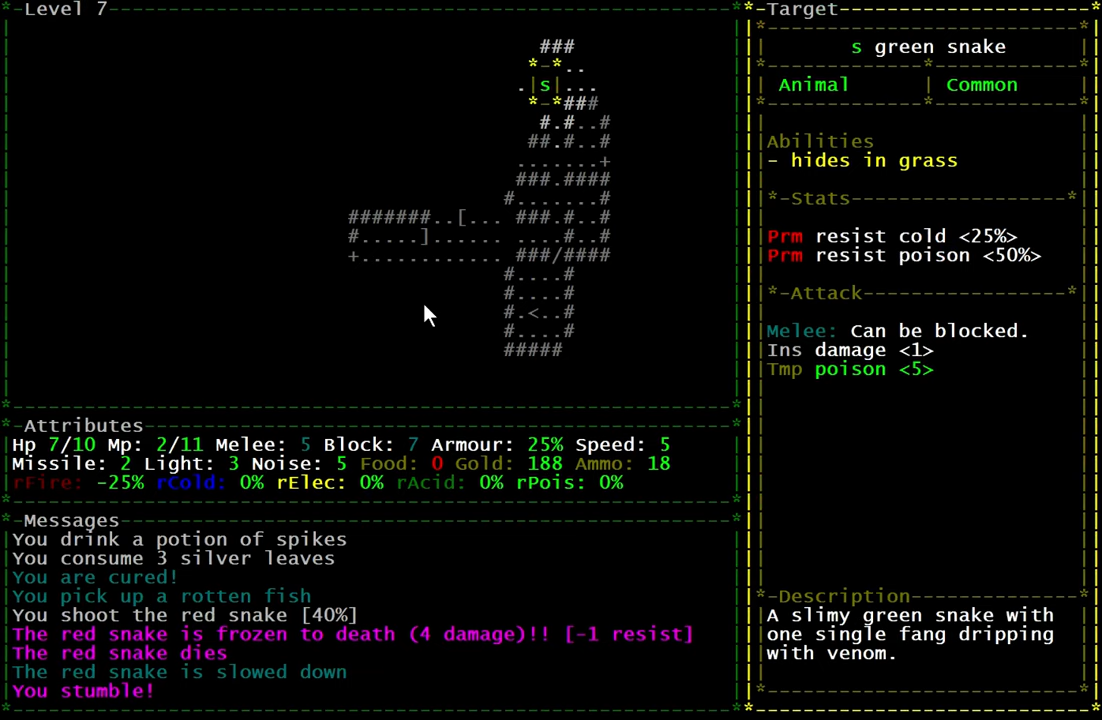 Level 7
Target
s green snake
Animal | Common
Abilities
- hides in grass
Stats
Prm resist cold <25%>
Prm resist poison <50%>
Attack
Melee: Can be blocked.
Ins damage <1>
Tmp poison <5>
Description
A slimy green snake with
one single fang dripping
with venom.
###
*-*..
.|s|...
*-*###
#.#..#
##.#..#
.......+
###.####
#.......#
#######..[... ###.#..#
#.....]...... ....#..#
+............ ###/####
#....#
#....#
#.<..#
#....#
#####
Attributes
Hp 7/10 Mp: 2/11 Melee: 5 Block: 7 Armour: 25% Speed: 5
Missile: 2 Light: 3 Noise: 5 Food: 0 Gold: 188 Ammo: 18
rFire: -25% rCold: 0% rElec: 0% rAcid: 0% rPois: 0%
Messages
You drink a potion of spikes
You consume 3 silver leaves
You are cured!
You pick up a rotten fish
You shoot the red snake [40%]
The red snake is frozen to death (4 damage)!! [-1 resist]
The red snake dies
The red snake is slowed down
You stumble!